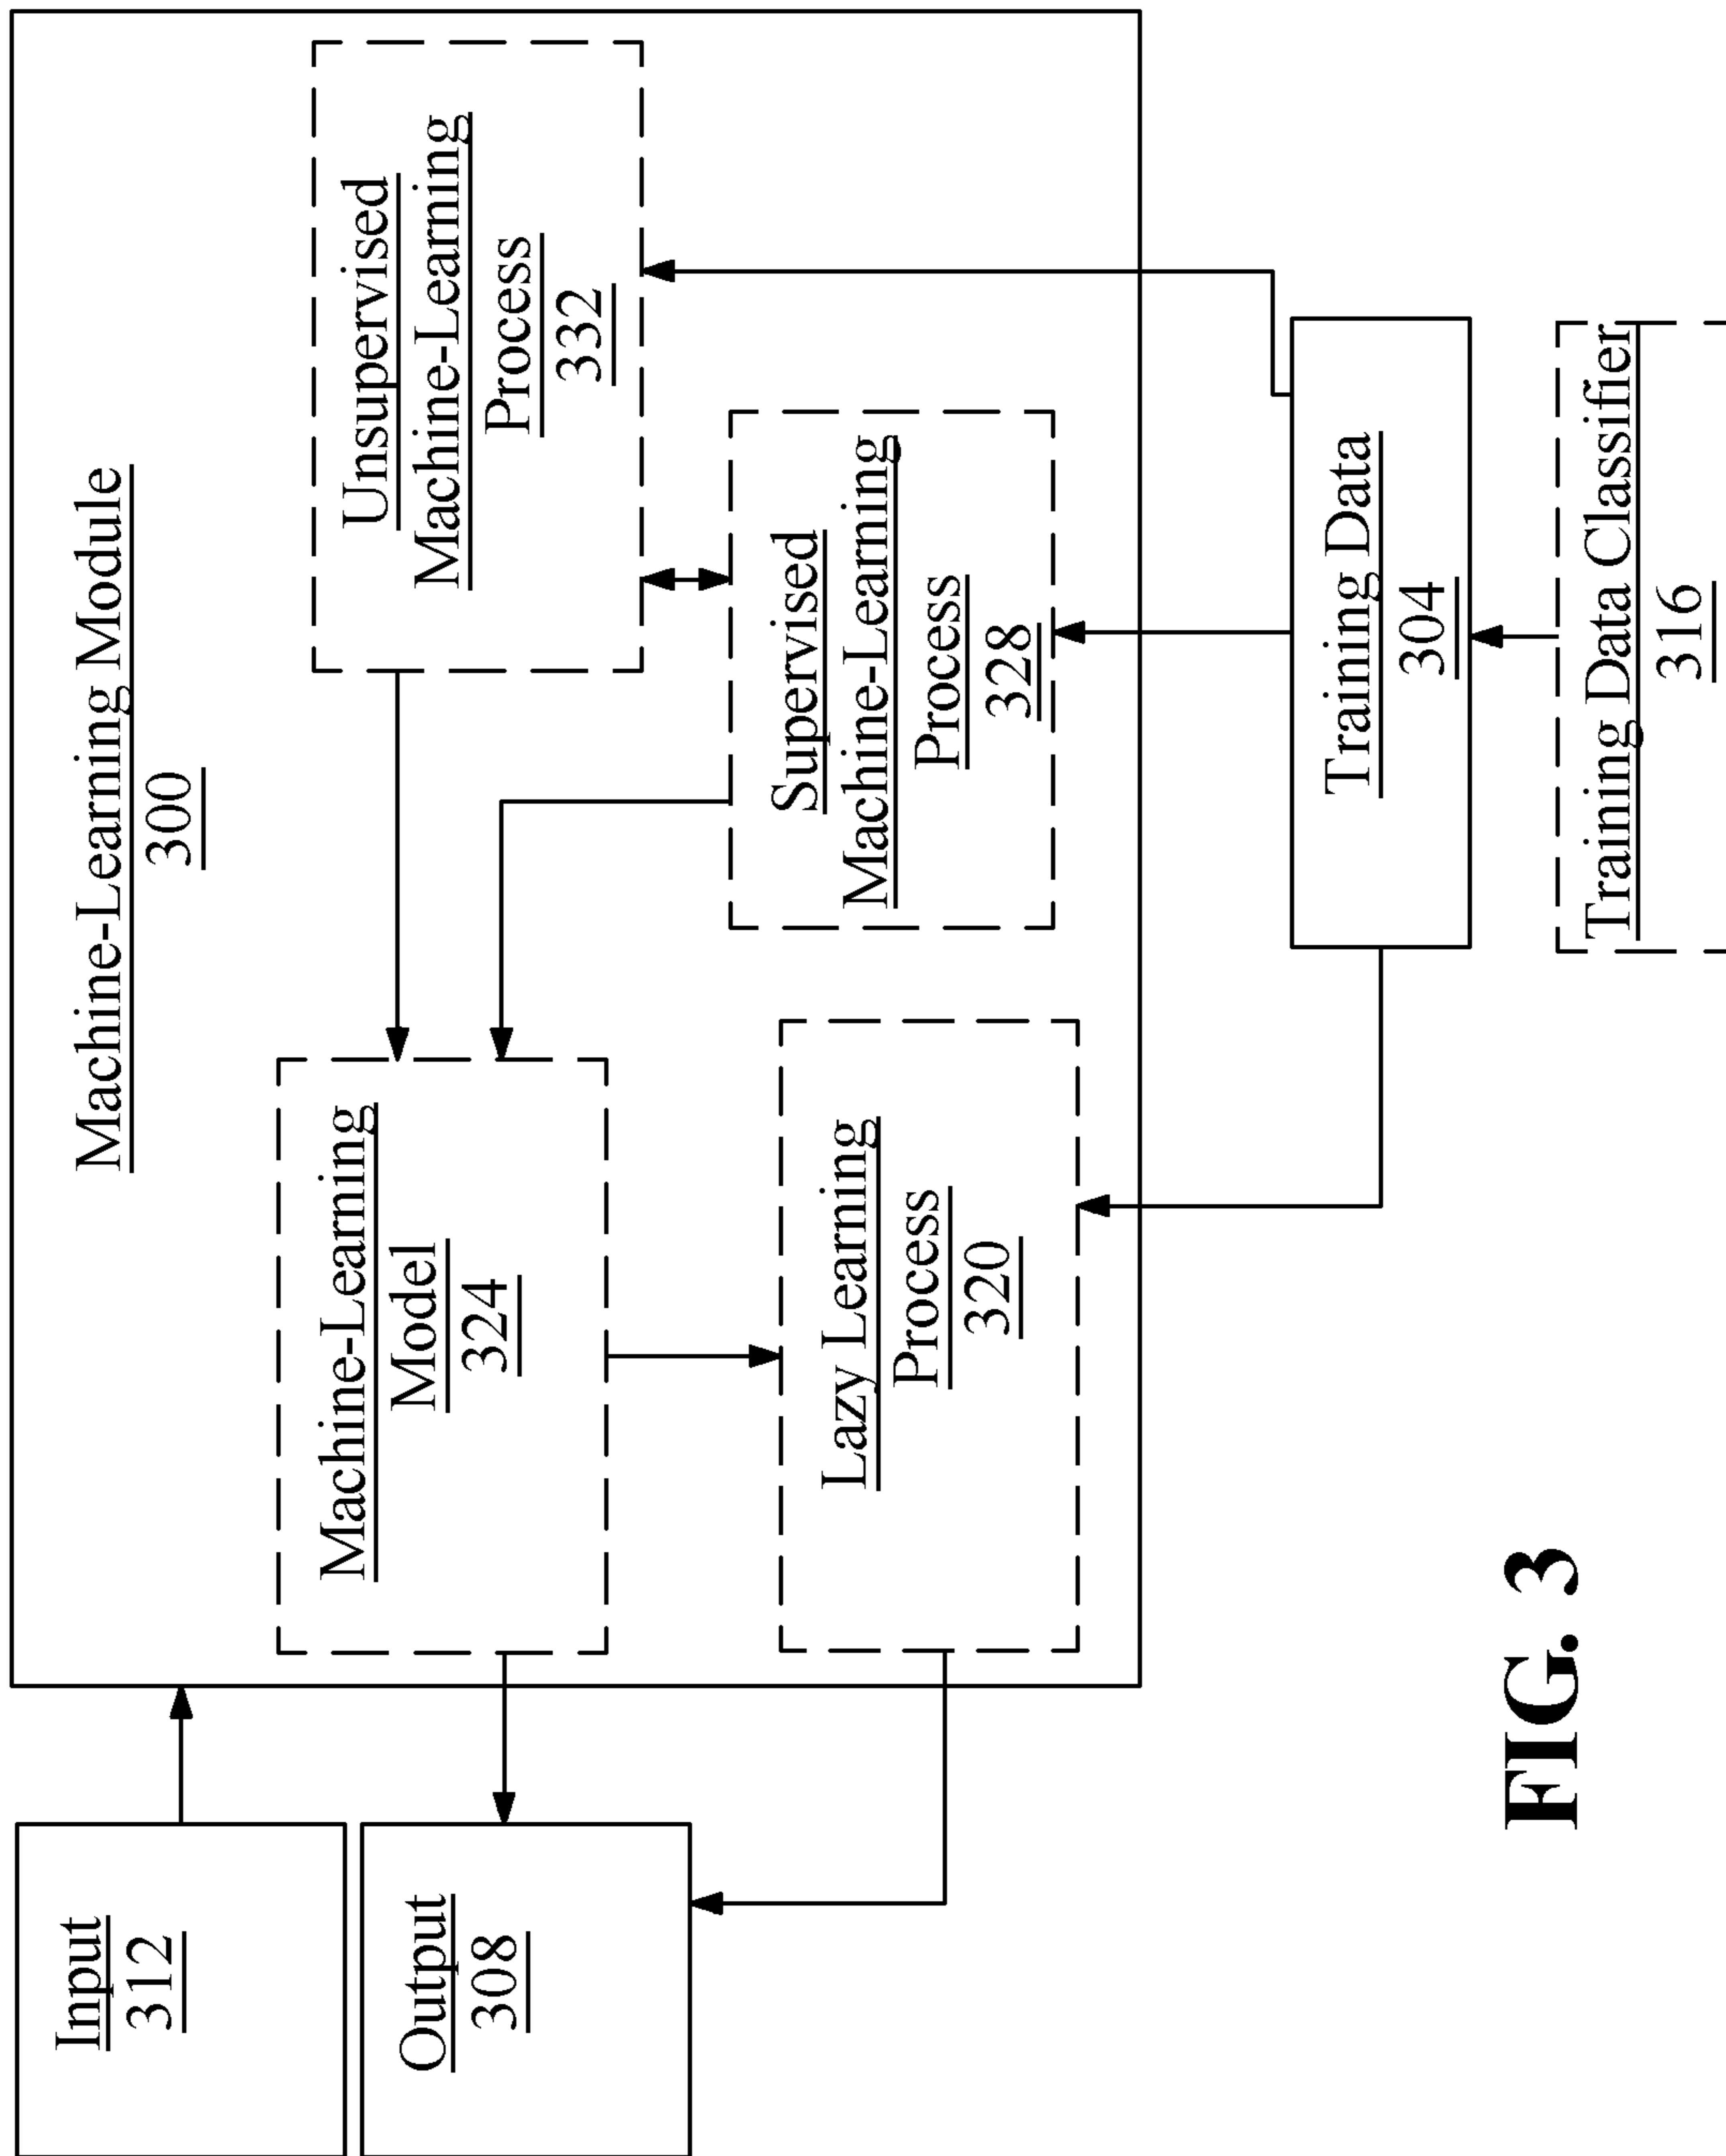 Machine-Learning Module
300
Input
312
Output
308
Machine-Learning
Model
324
Unsupervised
Machine-Learning
Process
332
Lazy Learning
Process
320
Supervised
Machine-Learning
Process
328
Training Data
304
Training Data Classifier
316
FIG. 3